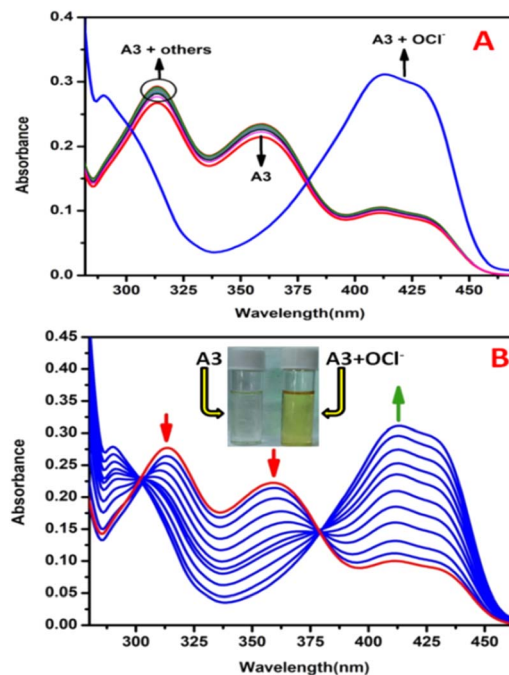 A
A3 + others
A3 + OCl⁻
A3
Absorbance
0.4
0.3
0.2
0.1
0.0
300 325 350 375 400 425 450
Wavelength(nm)
B
A3
A3+OCl⁻
Absorbance
0.45
0.40
0.35
0.30
0.25
0.20
0.15
0.10
0.05
0.00
300 325 350 375 400 425 450
Wavelength(nm)